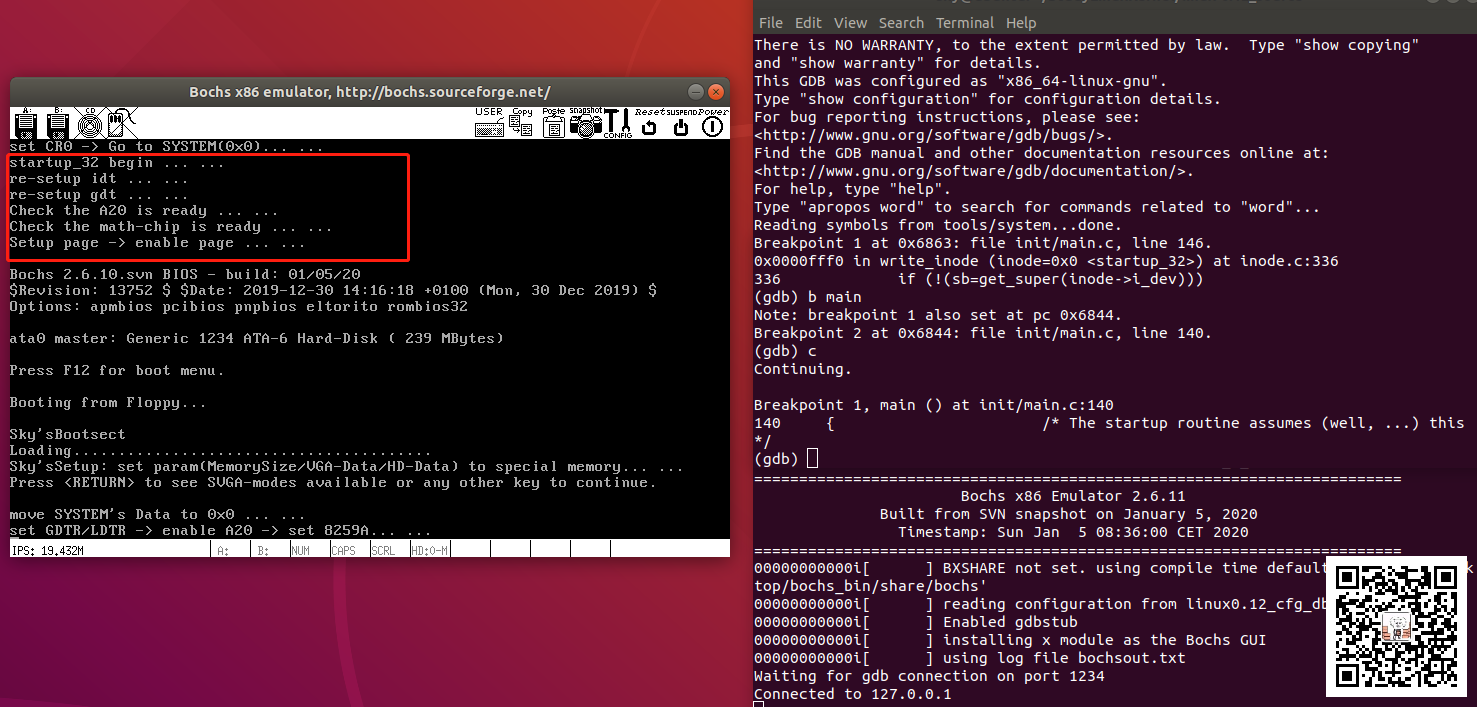 Bochs x86 emulator, http://bochs.sourceforge.net/
A: B: CD USER Copy Paste snapshot CONFIG Reset SUSPEND Power
set CR0 -> Go to SYSTEM(0x0)... ...
startup_32 begin ... ...
re-setup idt ... ...
re-setup gdt ... ...
Check the A20 is ready ... ...
Check the math-chip is ready ... ...
Setup page -> enable page ... ...
Bochs 2.6.10.svn BIOS - build: 01/05/20
$Revision: 13752 $ $Date: 2019-12-30 14:16:18 +0100 (Mon, 30 Dec 2019) $
Options: apmbios pcibios pnpbios eltorito rombios32
ata0 master: Generic 1234 ATA-6 Hard-Disk ( 239 MBytes)
Press F12 for boot menu.
Booting from Floppy...
Sky'sBootsect
Loading.........................................
Sky'sSetup: set param(MemorySize/VGA-Data/HD-Data) to special memory... ...
Press <RETURN> to see SVGA-modes available or any other key to continue.
move SYSTEM's Data to 0x0 ... ...
set GDTR/LDTR -> enable A20 -> set 8259A... ...
IPS: 19.432M A: B: NUM CAPS SCRL HD:0-M
File Edit View Search Terminal Help
There is NO WARRANTY, to the extent permitted by law.  Type "show copying"
and "show warranty" for details.
This GDB was configured as "x86_64-linux-gnu".
Type "show configuration" for configuration details.
For bug reporting instructions, please see:
<http://www.gnu.org/software/gdb/bugs/>.
Find the GDB manual and other documentation resources online at:
<http://www.gnu.org/software/gdb/documentation/>.
For help, type "help".
Type "apropos word" to search for commands related to "word"...
Reading symbols from tools/system...done.
Breakpoint 1 at 0x6863: file init/main.c, line 146.
0x0000fff0 in write_inode (inode=0x0 <startup_32>) at inode.c:336
336             if (!(sb=get_super(inode->i_dev)))
(gdb) b main
Note: breakpoint 1 also set at pc 0x6844.
Breakpoint 2 at 0x6844: file init/main.c, line 140.
(gdb) c
Continuing.
Breakpoint 1, main () at init/main.c:140
140     {                       /* The startup routine assumes (well, ...) this
*/
(gdb)
========================================================================
Bochs x86 Emulator 2.6.11
Built from SVN snapshot on January 5, 2020
Timestamp: Sun Jan  5 08:36:00 CET 2020
========================================================================
00000000000i[      ] BXSHARE not set. using compile time default
top/bochs_bin/share/bochs'
00000000000i[      ] reading configuration from linux0.12_cfg_db
00000000000i[      ] Enabled gdbstub
00000000000i[      ] installing x module as the Bochs GUI
00000000000i[      ] using log file bochsout.txt
Waiting for gdb connection on port 1234
Connected to 127.0.0.1